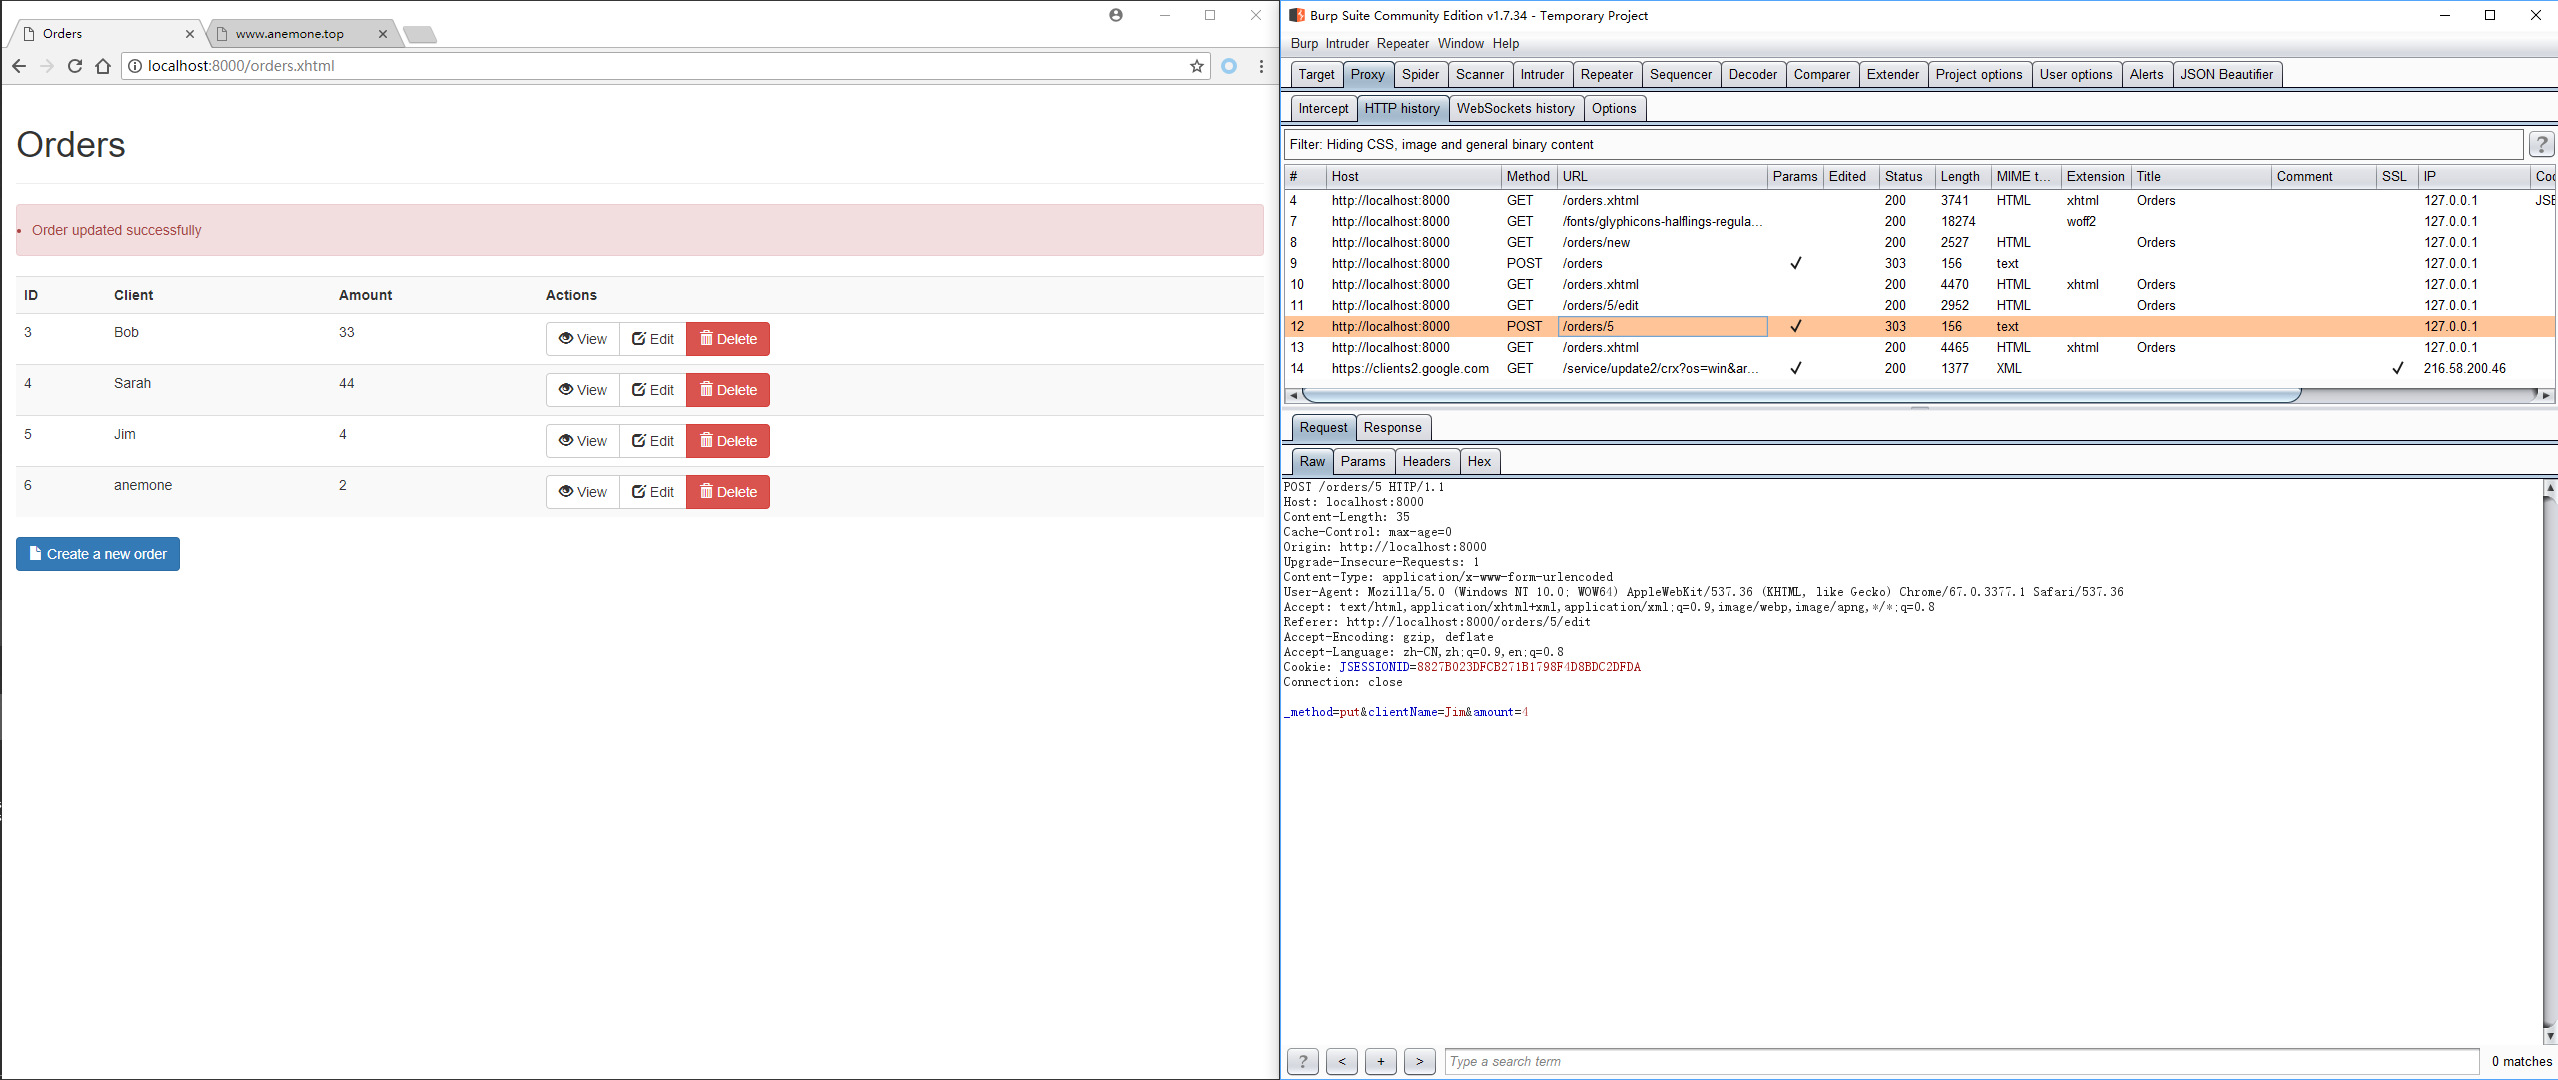 Orders
www.anemone.top
localhost:8000/orders.xhtml
Orders
Order updated successfully
ID Client Amount Actions
3 Bob 33 View Edit Delete
4 Sarah 44 View Edit Delete
5 Jim 4 View Edit Delete
6 anemone 2 View Edit Delete
Create a new order
Burp Suite Community Edition v1.7.34 - Temporary Project
Burp Intruder Repeater Window Help
Target Proxy Spider Scanner Intruder Repeater Sequencer Decoder Comparer Extender Project options User options Alerts JSON Beautifier
Intercept HTTP history WebSockets history Options
Filter: Hiding CSS, image and general binary content
?
# Host Method URL Params Edited Status Length MIME t... Extension Title Comment SSL IP Coo
4 http://localhost:8000 GET /orders.xhtml 200 3741 HTML xhtml Orders 127.0.0.1 JSE
7 http://localhost:8000 GET /fonts/glyphicons-halflings-regula... 200 18274 woff2 127.0.0.1
8 http://localhost:8000 GET /orders/new 200 2527 HTML Orders 127.0.0.1
9 http://localhost:8000 POST /orders ✓ 303 156 text 127.0.0.1
10 http://localhost:8000 GET /orders.xhtml 200 4470 HTML xhtml Orders 127.0.0.1
11 http://localhost:8000 GET /orders/5/edit 200 2952 HTML Orders 127.0.0.1
12 http://localhost:8000 POST /orders/5 ✓ 303 156 text 127.0.0.1
13 http://localhost:8000 GET /orders.xhtml 200 4465 HTML xhtml Orders 127.0.0.1
14 https://clients2.google.com GET /service/update2/crx?os=win&ar... ✓ 200 1377 XML ✓ 216.58.200.46
Request Response
Raw Params Headers Hex
POST /orders/5 HTTP/1.1
Host: localhost:8000
Content-Length: 35
Cache-Control: max-age=0
Origin: http://localhost:8000
Upgrade-Insecure-Requests: 1
Content-Type: application/x-www-form-urlencoded
User-Agent: Mozilla/5.0 (Windows NT 10.0; WOW64) AppleWebKit/537.36 (KHTML, like Gecko) Chrome/67.0.3377.1 Safari/537.36
Accept: text/html,application/xhtml+xml,application/xml;q=0.9,image/webp,image/apng,*/*;q=0.8
Referer: http://localhost:8000/orders/5/edit
Accept-Encoding: gzip, deflate
Accept-Language: zh-CN,zh;q=0.9,en;q=0.8
Cookie: JSESSIONID=8827B023DFCB271B1798F4D8BDC2DFDA
Connection: close
_method=put&clientName=Jim&amount=4
? < + > Type a search term 0 matches